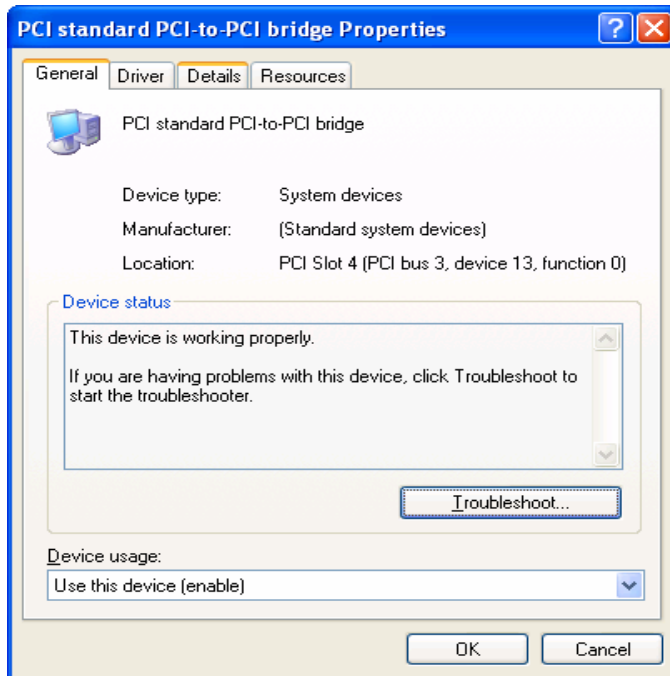 PCI standard PCI-to-PCI bridge Properties
General Driver Details Resources
PCI standard PCI-to-PCI bridge
Device type: System devices
Manufacturer: (Standard system devices)
Location: PCI Slot 4 (PCI bus 3, device 13, function 0)
Device status
This device is working properly.
If you are having problems with this device, click Troubleshoot to
start the troubleshooter.
Troubleshoot...
Device usage:
Use this device (enable)
OK Cancel